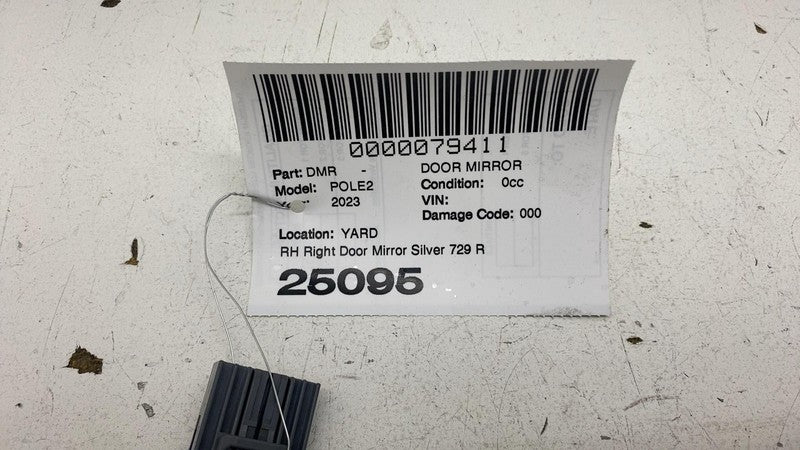 0000079411
Part: DMR - DOOR MIRROR
Model: POLE2 Condition: 0cc
2023 VIN:
Damage Code: 000
Location: YARD
RH Right Door Mirror Silver 729 R
25095